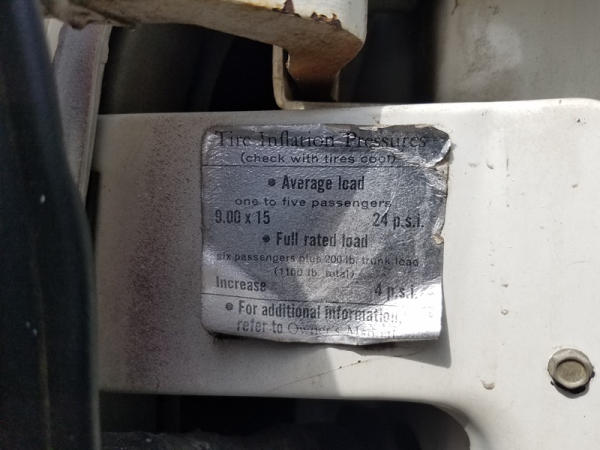 Tire Inflation Pressures
(check with tires cool)
• Average load
one to five passengers
9.00 x 15 24 p.s.i.
• Full rated load
six passengers plus 200 lb. trunk load
(1100 lb. total)
Increase 4 p.s.i.
• For additional information,
refer to Owner's Manual